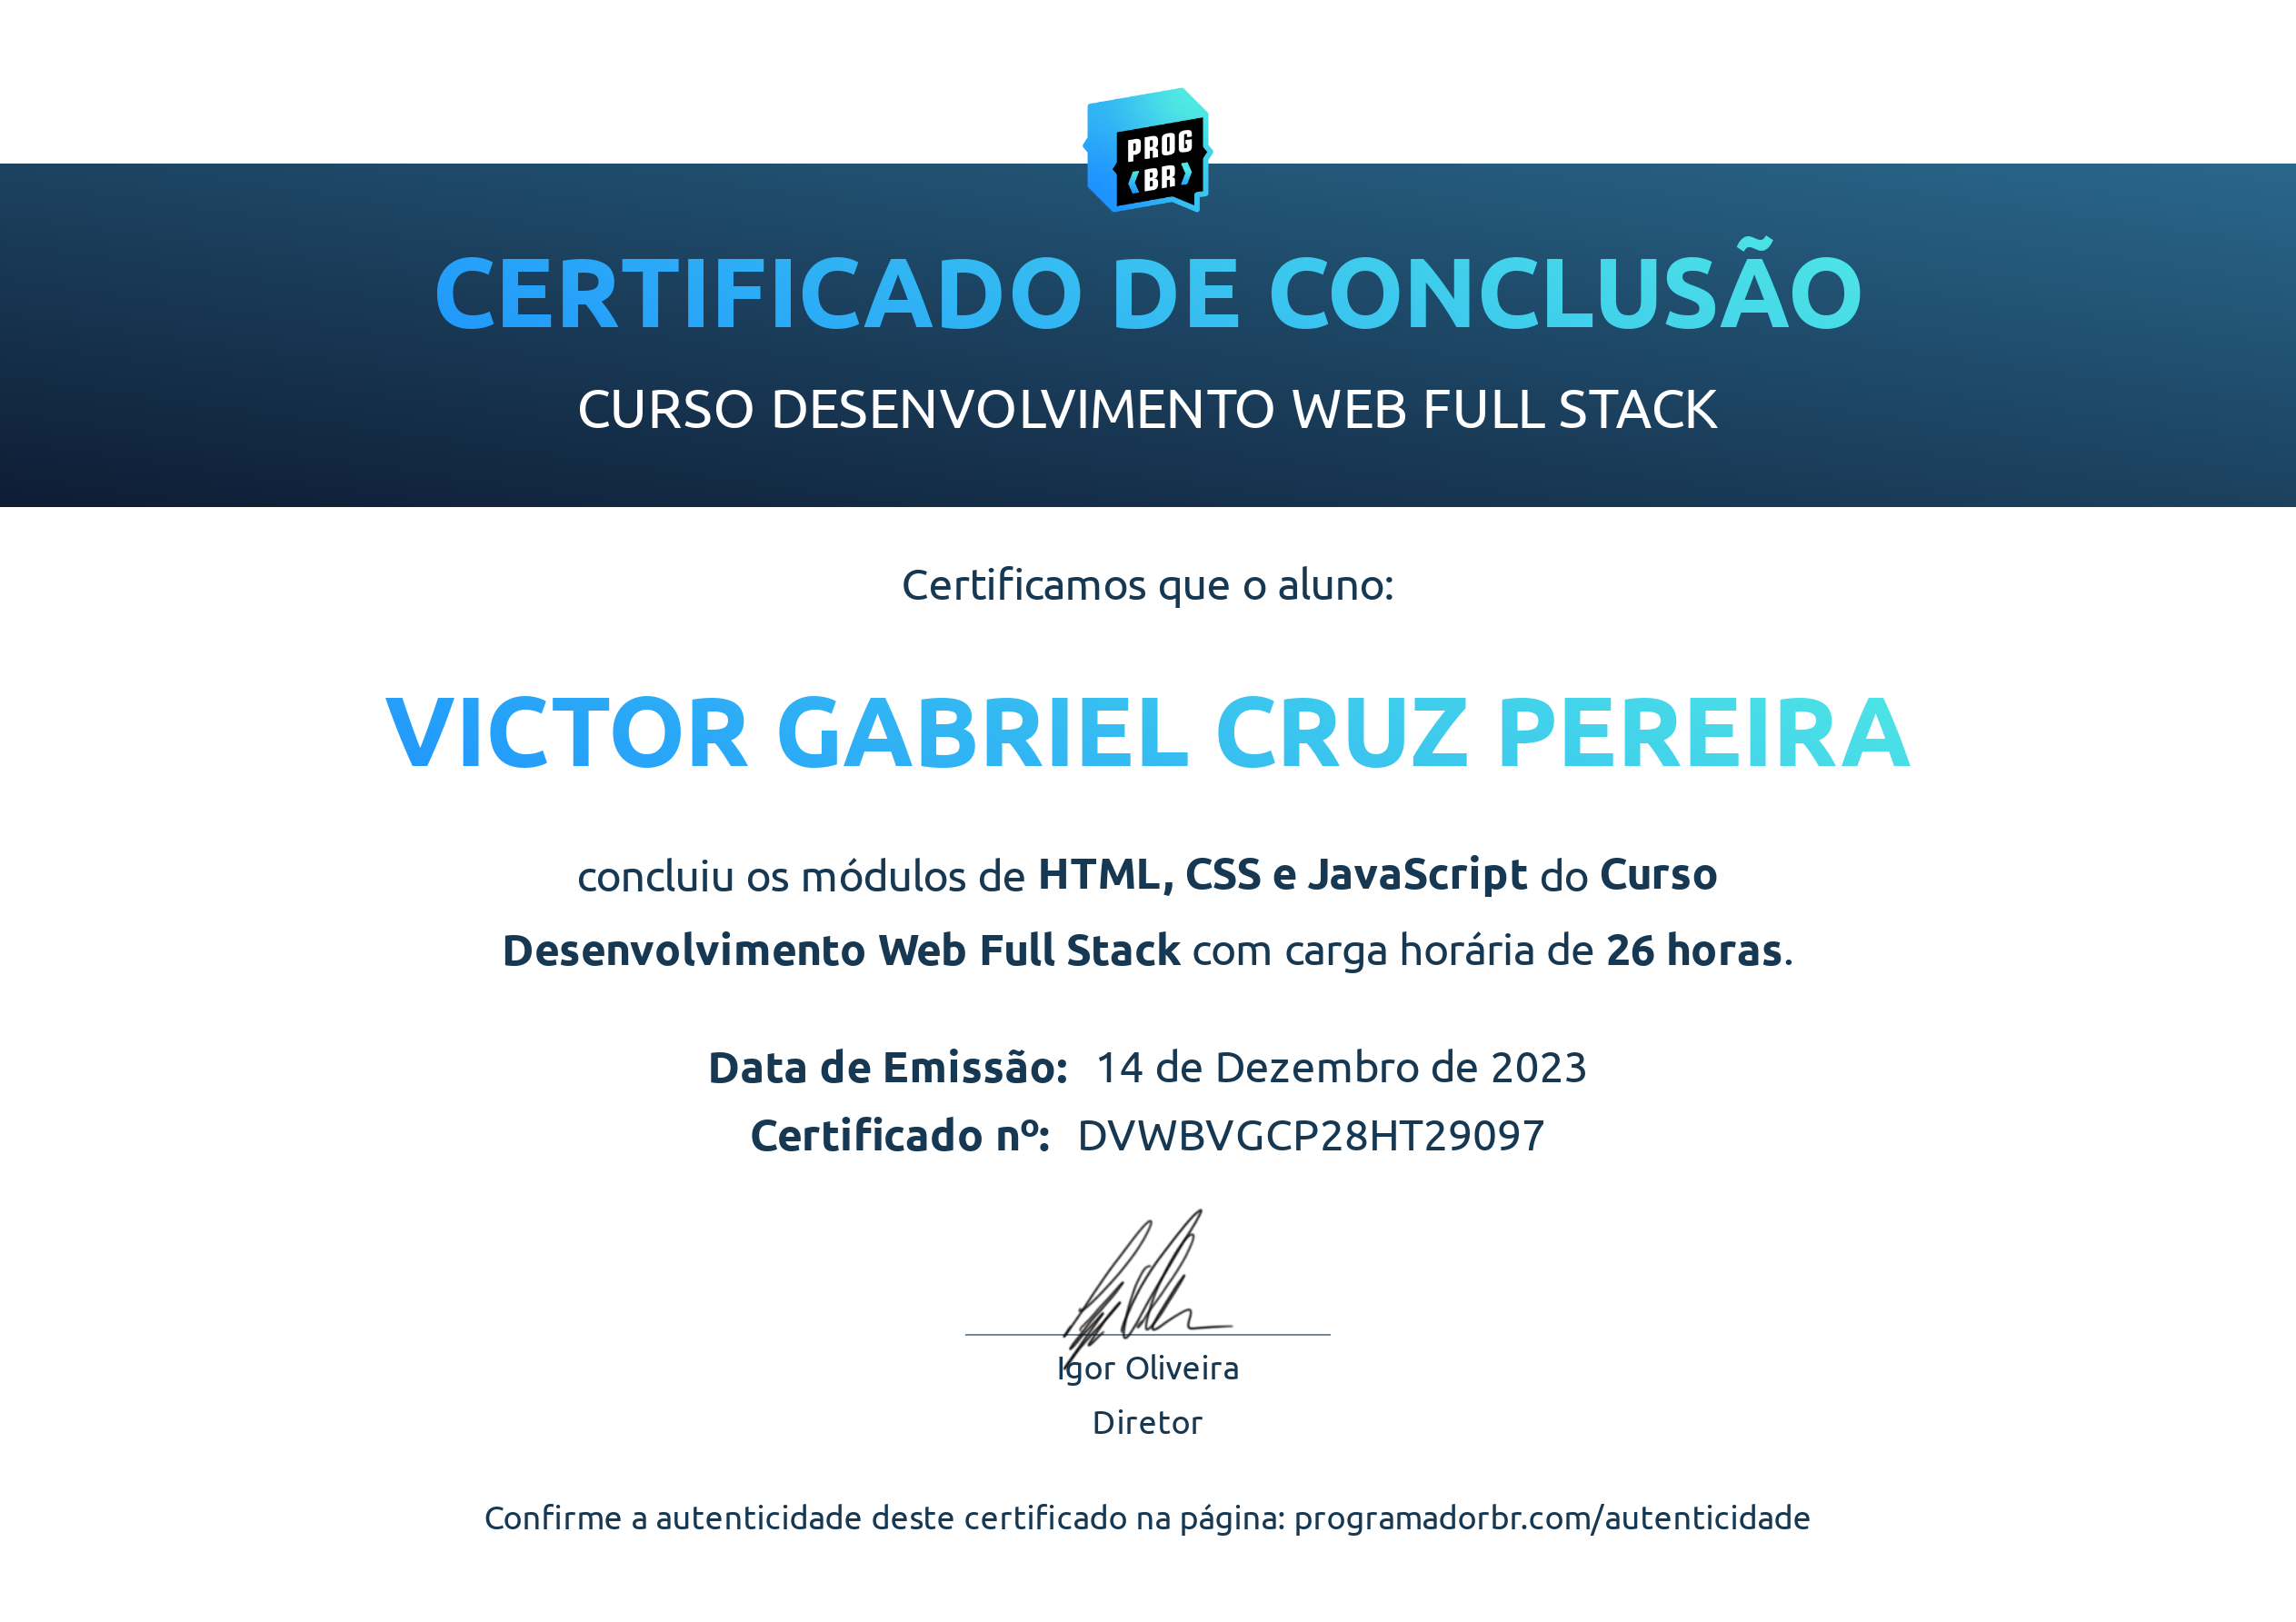 PROG
BR
CERTIFICADO DE CONCLUSÃO
CURSO DESENVOLVIMENTO WEB FULL STACK
Certificamos que o aluno:
VICTOR GABRIEL CRUZ PEREIRA
concluiu os módulos de HTML, CSS e JavaScript do Curso
Desenvolvimento Web Full Stack com carga horária de 26 horas.
Data de Emissão: 14 de Dezembro de 2023
Certificado nº: DVWBVGCP28HT29097
Igor Oliveira
Diretor
Confirme a autenticidade deste certificado na página: programadorbr.com/autenticidade